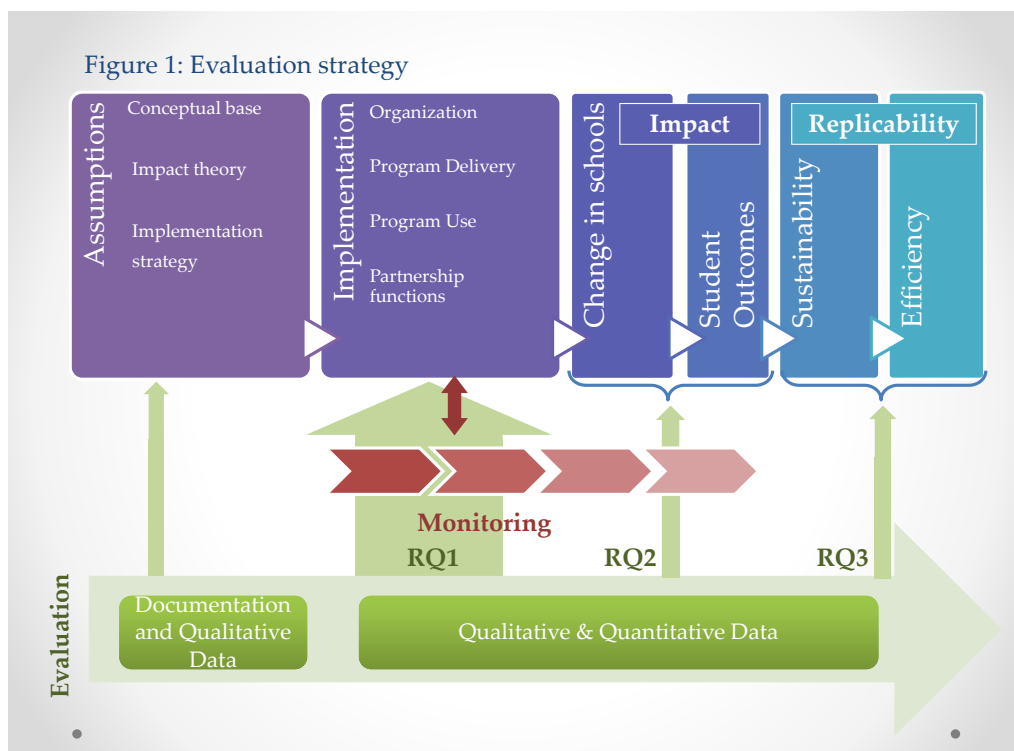 Figure 1: Evaluation strategy
Assumptions
Conceptual base
Impact theory
Implementation
strategy
Implementation
Organization
Program Delivery
Program Use
Partnership
functions
Impact
Change in schools
Student
Outcomes
Replicability
Sustainability
Efficiency
Monitoring
RQ1
RQ2
RQ3
Evaluation
Documentation
and Qualitative
Data
Qualitative & Quantitative Data